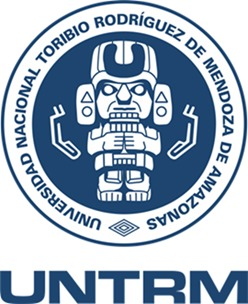 UNIVERSIDAD NACIONAL TORIBIO RODRÍGUEZ DE MENDOZA DE AMAZONAS
UNTRM